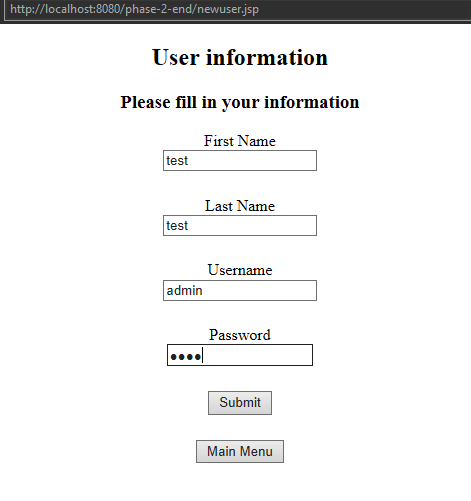 http://localhost:8080/phase-2-end/newuser.jsp
User information
Please fill in your information
First Name
test
Last Name
test
Username
admin
Password
●●●●
Submit
Main Menu